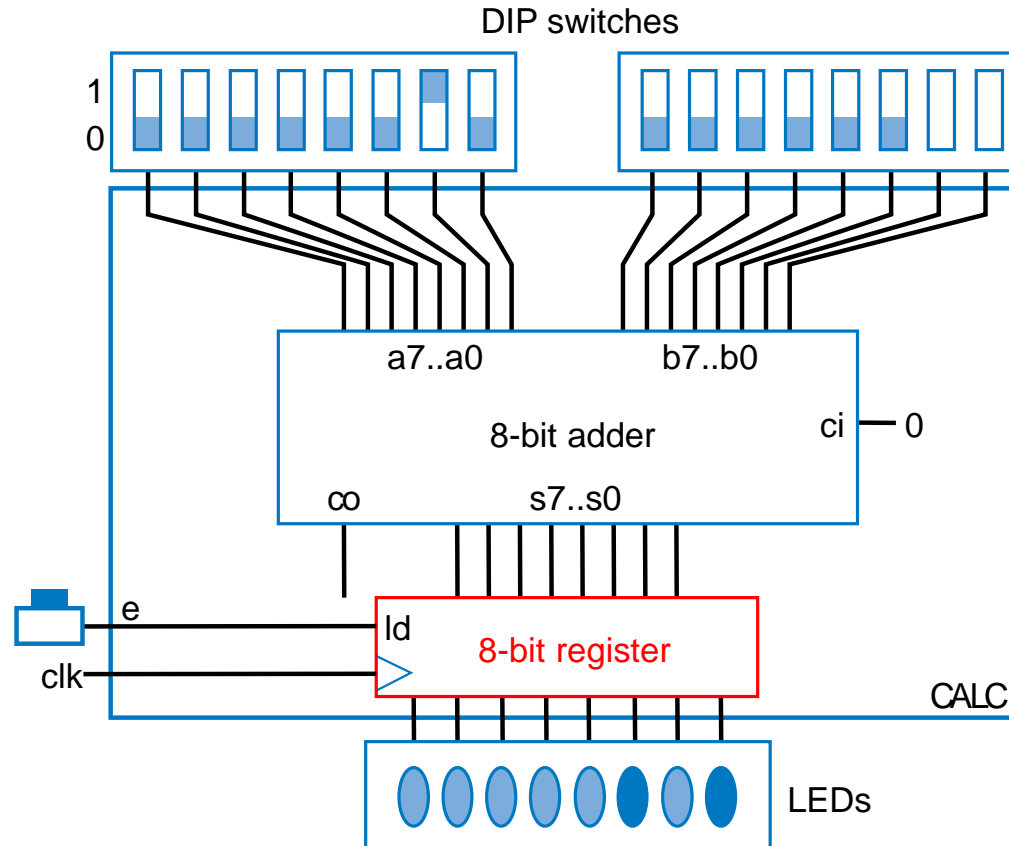 DIP switches
1
0
a7..a0
b7..b0
8-bit adder
ci
0
co
s7..s0
e
ld
8-bit register
clk
CALC
LEDs